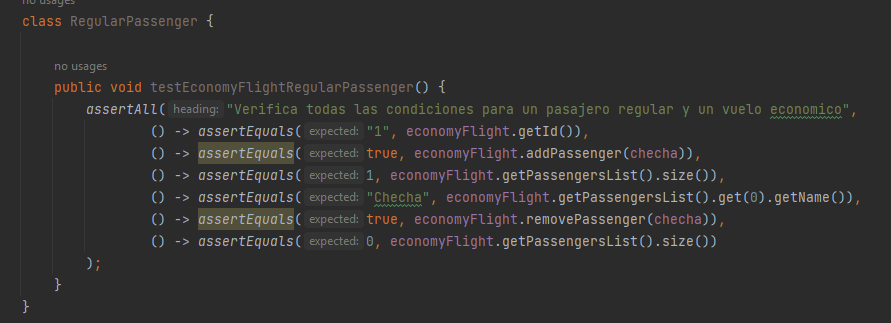 no usages
class RegularPassenger {
no usages
public void testEconomyFlightRegularPassenger() {
assertAll( heading: "Verifica todas las condiciones para un pasajero regular y un vuelo economico",
() -> assertEquals( expected: "1", economyFlight.getId()),
() -> assertEquals( expected: true, economyFlight.addPassenger(checha)),
() -> assertEquals( expected: 1, economyFlight.getPassengersList().size()),
() -> assertEquals( expected: "Checha", economyFlight.getPassengersList().get(0).getName()),
() -> assertEquals( expected: true, economyFlight.removePassenger(checha)),
() -> assertEquals( expected: 0, economyFlight.getPassengersList().size())
);
}
}